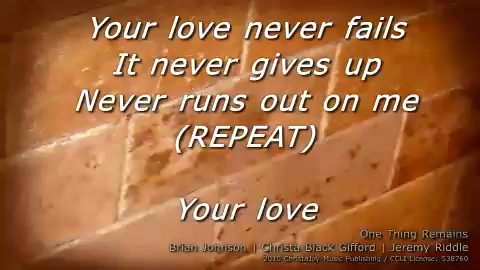 Your love never fails
It never gives up
Never runs out on me
(REPEAT)
Your love
One Thing Remains
Brian Johnson | Christa Black Gifford | Jeremy Riddle
2010 ChristaJoy Music Publishing / CCLI License: 538760